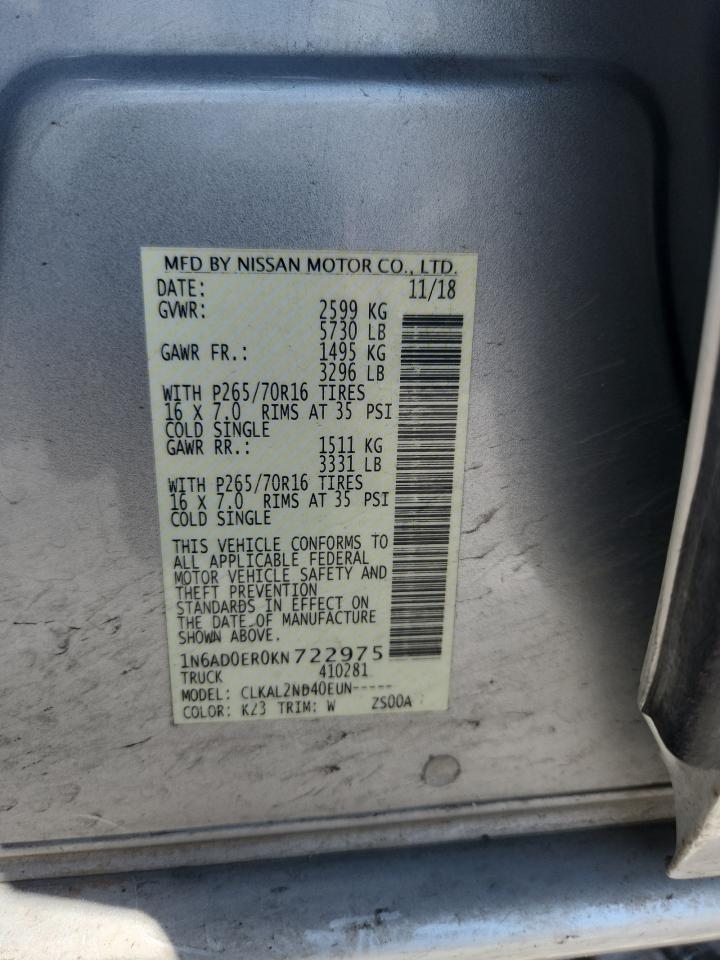 MFD BY NISSAN MOTOR CO., LTD.
DATE: 11/18
GVWR: 2599 KG
5730 LB
GAWR FR.: 1495 KG
3296 LB
WITH P265/70R16 TIRES
16 X 7.0 RIMS AT 35 PSI
COLD SINGLE
GAWR RR.: 1511 KG
3331 LB
WITH P265/70R16 TIRES
16 X 7.0 RIMS AT 35 PSI
COLD SINGLE
THIS VEHICLE CONFORMS TO
ALL APPLICABLE FEDERAL
MOTOR VEHICLE SAFETY AND
THEFT PREVENTION
STANDARDS IN EFFECT ON
THE DATE OF MANUFACTURE
SHOWN ABOVE.
1N6AD0ER0KN722975
TRUCK 410281
MODEL: CLKAL2ND40EUN-----
COLOR: K23 TRIM: W ZS00A